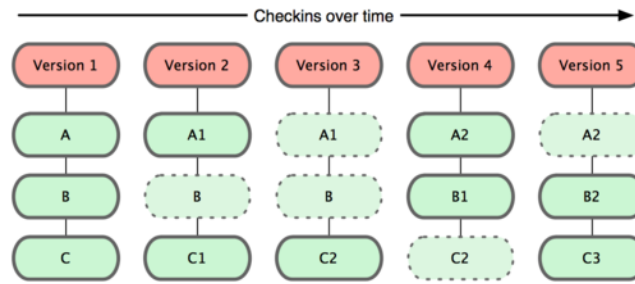 Checkins over time
Version 1 Version 2 Version 3 Version 4 Version 5
A A1 A1 A2 A2
B B B B1 B2
C C1 C2 C2 C3